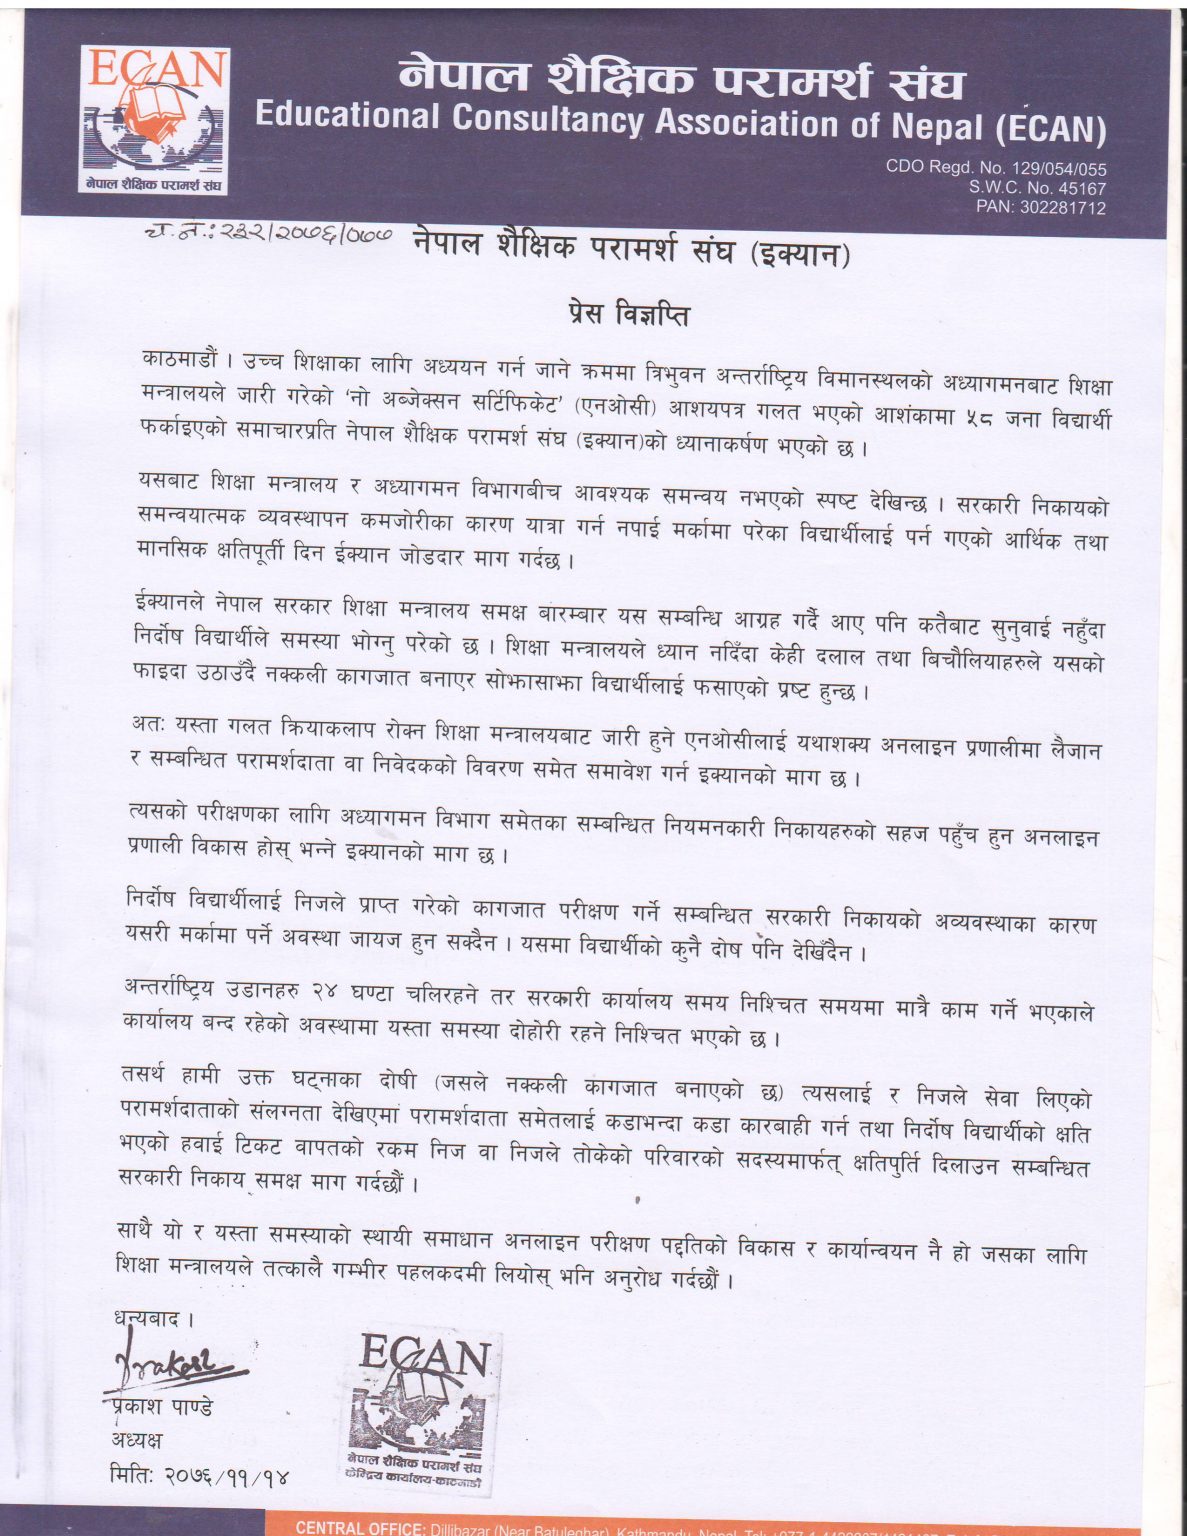 ECAN
नेपाल शैक्षिक परामर्श संघ
नेपाल शैक्षिक परामर्श संघ
Educational Consultancy Association of Nepal (ECAN)
CDO Regd. No. 129/054/055
S.W.C. No. 45167
PAN: 302281712
च.नं.: २३२/२०७६/०७७
नेपाल शैक्षिक परामर्श संघ (इक्यान)
प्रेस विज्ञप्ति
काठमाडौं । उच्च शिक्षाका लागि अध्ययन गर्न जाने क्रममा त्रिभुवन अन्तर्राष्ट्रिय विमानस्थलको अध्यागमनबाट शिक्षा
मन्त्रालयले जारी गरेको 'नो अब्जेक्सन सर्टिफिकेट' (एनओसी) आशयपत्र गलत भएको आशंकामा ५८ जना विद्यार्थी
फर्काइएको समाचारप्रति नेपाल शैक्षिक परामर्श संघ (इक्यान)को ध्यानाकर्षण भएको छ ।
यसबाट शिक्षा मन्त्रालय र अध्यागमन विभागबीच आवश्यक समन्वय नभएको स्पष्ट देखिन्छ । सरकारी निकायको
समन्वयात्मक व्यवस्थापन कमजोरीका कारण यात्रा गर्न नपाई मर्कामा परेका विद्यार्थीलाई पर्न गएको आर्थिक तथा
मानसिक क्षतिपूर्ती दिन ईक्यान जोडदार माग गर्दछ ।
ईक्यानले नेपाल सरकार शिक्षा मन्त्रालय समक्ष बारम्बार यस सम्बन्धि आग्रह गर्दै आए पनि कतैबाट सुनुवाई नहुँदा
निर्दोष विद्यार्थीले समस्या भोग्नु परेको छ । शिक्षा मन्त्रालयले ध्यान नदिँदा केही दलाल तथा बिचौलियाहरुले यसको
फाइदा उठाउँदै नक्कली कागजात बनाएर सोझासाझा विद्यार्थीलाई फसाएको प्रष्ट हुन्छ ।
अतः यस्ता गलत क्रियाकलाप रोक्न शिक्षा मन्त्रालयबाट जारी हुने एनओसीलाई यथाशक्य अनलाइन प्रणालीमा लैजान
र सम्बन्धित परामर्शदाता वा निवेदकको विवरण समेत समावेश गर्न इक्यानको माग छ ।
त्यसको परीक्षणका लागि अध्यागमन विभाग समेतका सम्बन्धित नियमनकारी निकायहरुको सहज पहुँच हुन अनलाइन
प्रणाली विकास होस् भन्ने इक्यानको माग छ ।
निर्दोष विद्यार्थीलाई निजले प्राप्त गरेको कागजात परीक्षण गर्ने सम्बन्धित सरकारी निकायको अव्यवस्थाका कारण
यसरी मर्कामा पर्ने अवस्था जायज हुन सक्दैन । यसमा विद्यार्थीको कुनै दोष पनि देखिँदैन ।
अन्तर्राष्ट्रिय उडानहरु २४ घण्टा चलिरहने तर सरकारी कार्यालय समय निश्चित समयमा मात्रै काम गर्ने भएकाले
कार्यालय बन्द रहेको अवस्थामा यस्ता समस्या दोहोरी रहने निश्चित भएको छ ।
तसर्थ हामी उक्त घट्नाका दोषी (जसले नक्कली कागजात बनाएको छ) त्यसलाई र निजले सेवा लिएको
परामर्शदाताको संलग्नता देखिएमा परामर्शदाता समेतलाई कडाभन्दा कडा कारबाही गर्न तथा निर्दोष विद्यार्थीको क्षति
भएको हवाई टिकट वापतको रकम निज वा निजले तोकेको परिवारको सदस्यमार्फत् क्षतिपुर्ति दिलाउन सम्बन्धित
सरकारी निकाय समक्ष माग गर्दछौं ।
साथै यो र यस्ता समस्याको स्थायी समाधान अनलाइन परीक्षण पद्दतिको विकास र कार्यान्वयन नै हो जसका लागि
शिक्षा मन्त्रालयले तत्कालै गम्भीर पहलकदमी लियोस् भनि अनुरोध गर्दछौं ।
धन्यबाद ।
Prakash
प्रकाश पाण्डे
अध्यक्ष
मितिः २०७६/११/१४
ECAN
नेपाल शैक्षिक परामर्श संघ
केन्द्रिय कार्यालय-काठमाडौं
CENTRAL OFFICE: Dillibazar (Near Batuleghar), Kathmandu, Nepal, Tel: +977-1-